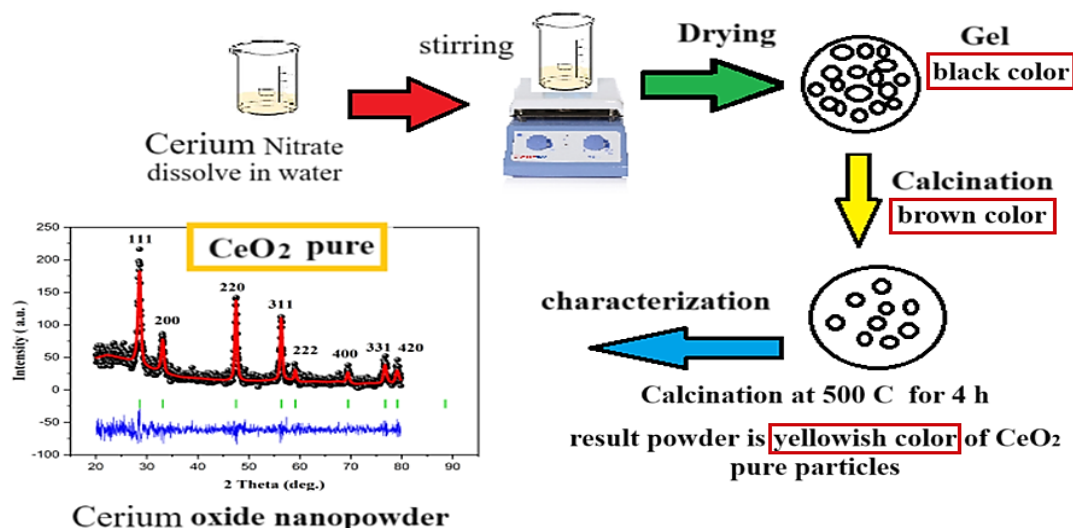 stirring
Drying
Gel
black color
Cerium Nitrate
dissolve in water
Calcination
brown color
characterization
Calcination at 500 C for 4 h
result powder is yellowish color of CeO2
pure particles
CeO2 pure
250
200
150
100
50
0
-50
-100
Intensity ( a.u.)
111
200
220
311
222
400
331
420
20
30
40
50
60
70
80
90
2 Theta (deg.)
Cerium oxide nanopowder